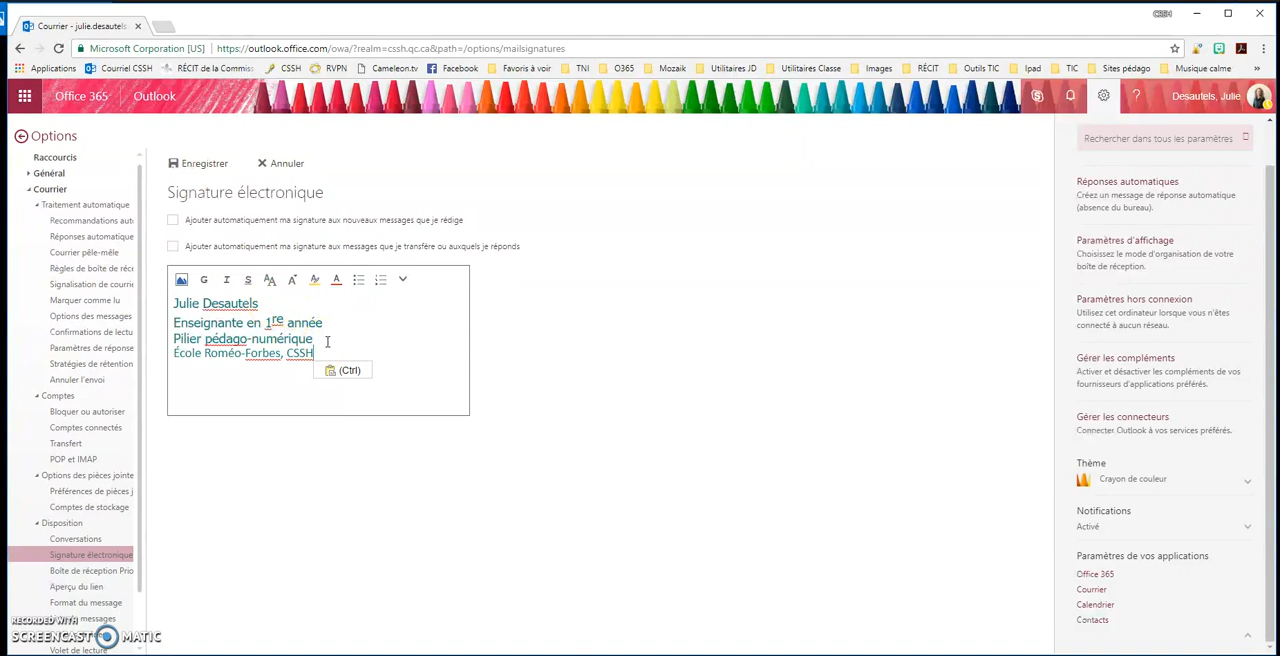 Courrier - julie.desautels
CSSH
Microsoft Corporation [US] https://outlook.office.com/owa/?realm=cssh.qc.ca&path=/options/mailsignatures
Applications Courriel CSSH RÉCIT de la Commiss CSSH RVPN Cameleon.tv Facebook Favoris à voir TNI O365 Mozaik Utilitaires JD Utilitaires Classe Images RÉCIT Outils TIC Ipad TIC Sites pédago Musique calme »
Office 365 Outlook ? Desautels, Julie
Options
Raccourcis
Général
Courrier
Traitement automatique
Recommandations auto
Réponses automatique
Courrier pêle-mêle
Règles de boîte de réce
Signalisation de courrie
Marquer comme lu
Options des messages
Confirmations de lectu
Paramètres de réponse
Stratégies de rétention
Annuler l'envoi
Comptes
Bloquer ou autoriser
Comptes connectés
Transfert
POP et IMAP
Options des pièces jointe
Préférences de pièces j
Comptes de stockage
Disposition
Conversations
Signature électronique
Boîte de réception Prio
Aperçu du lien
Format du message
messages
Volet de lecture
Enregistrer Annuler
Signature électronique
Ajouter automatiquement ma signature aux nouveaux messages que je rédige
Ajouter automatiquement ma signature aux messages que je transfère ou auxquels je réponds
G I S AA A A
Julie Desautels
Enseignante en 1re année
Pilier pédago-numérique
École Roméo-Forbes, CSSH
(Ctrl)
Rechercher dans tous les paramètres
Réponses automatiques
Créez un message de réponse automatique
(absence du bureau).
Paramètres d'affichage
Choisissez le mode d'organisation de votre
boîte de réception.
Paramètres hors connexion
Utilisez cet ordinateur lorsque vous n'êtes
connecté à aucun réseau.
Gérer les compléments
Activer et désactiver les compléments de vos
fournisseurs d'applications préférés.
Gérer les connecteurs
Connecter Outlook à vos services préférés.
Thème
Crayon de couleur
Notifications
Activé
Paramètres de vos applications
Office 365
Courrier
Calendrier
Contacts
RECORDED WITH
SCREENCAST MATIC